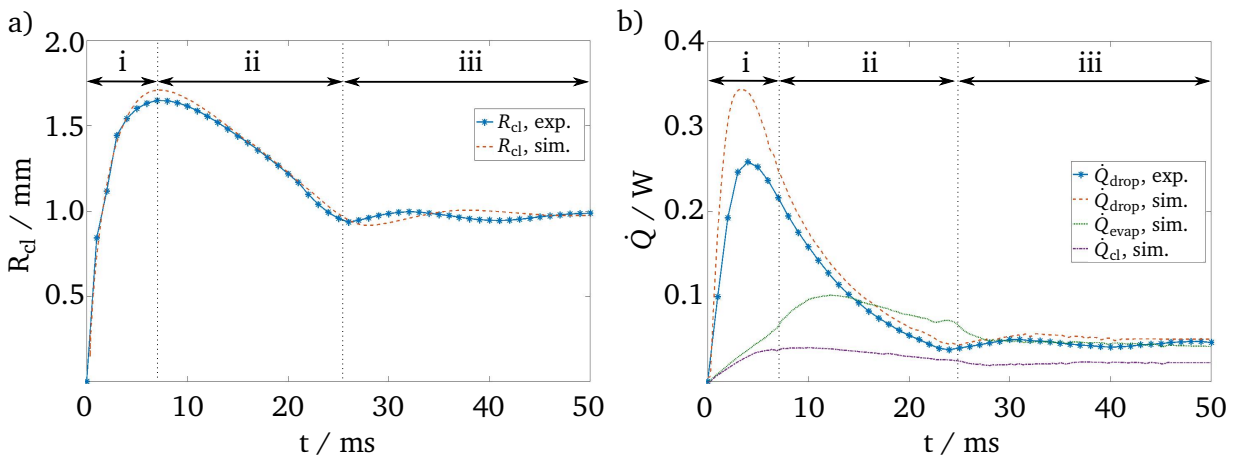 a)
2.0
1.5
1.0
0.5
0
10
20
30
40
50
R_cl / mm
t / ms
i
ii
iii
R_cl, exp.
R_cl, sim.
b)
0.4
0.3
0.2
0.1
0
0
10
20
30
40
50
Q̇ / W
t / ms
i
ii
iii
Q̇_drop, exp.
Q̇_drop, sim.
Q̇_evap, sim.
Q̇_cl, sim.